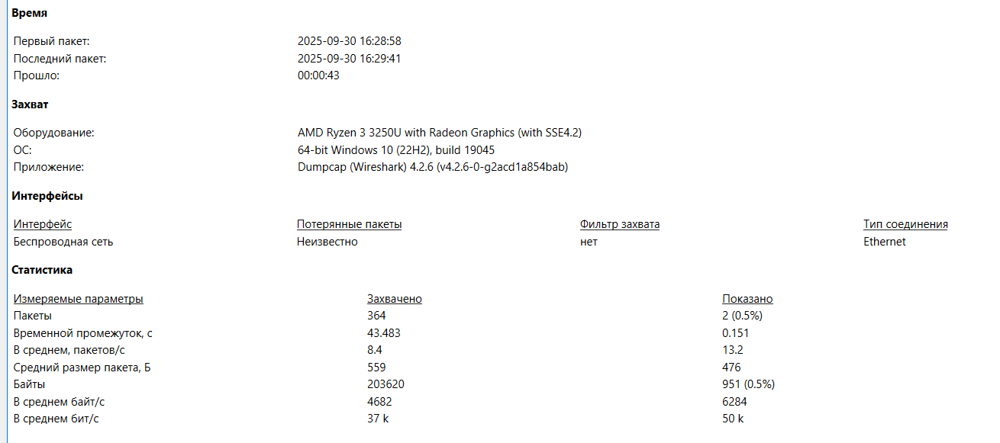 Время
Первый пакет: 2025-09-30 16:28:58
Последний пакет: 2025-09-30 16:29:41
Прошло: 00:00:43
Захват
Оборудование: AMD Ryzen 3 3250U with Radeon Graphics (with SSE4.2)
ОС: 64-bit Windows 10 (22H2), build 19045
Приложение: Dumpcap (Wireshark) 4.2.6 (v4.2.6-0-g2acd1a854bab)
Интерфейсы
Интерфейс Потерянные пакеты Фильтр захвата Тип соединения
Беспроводная сеть Неизвестно нет Ethernet
Статистика
Измеряемые параметры Захвачено Показано
Пакеты 364 2 (0.5%)
Временной промежуток, с 43.483 0.151
В среднем, пакетов/с 8.4 13.2
Средний размер пакета, Б 559 476
Байты 203620 951 (0.5%)
В среднем байт/с 4682 6284
В среднем бит/с 37 k 50 k